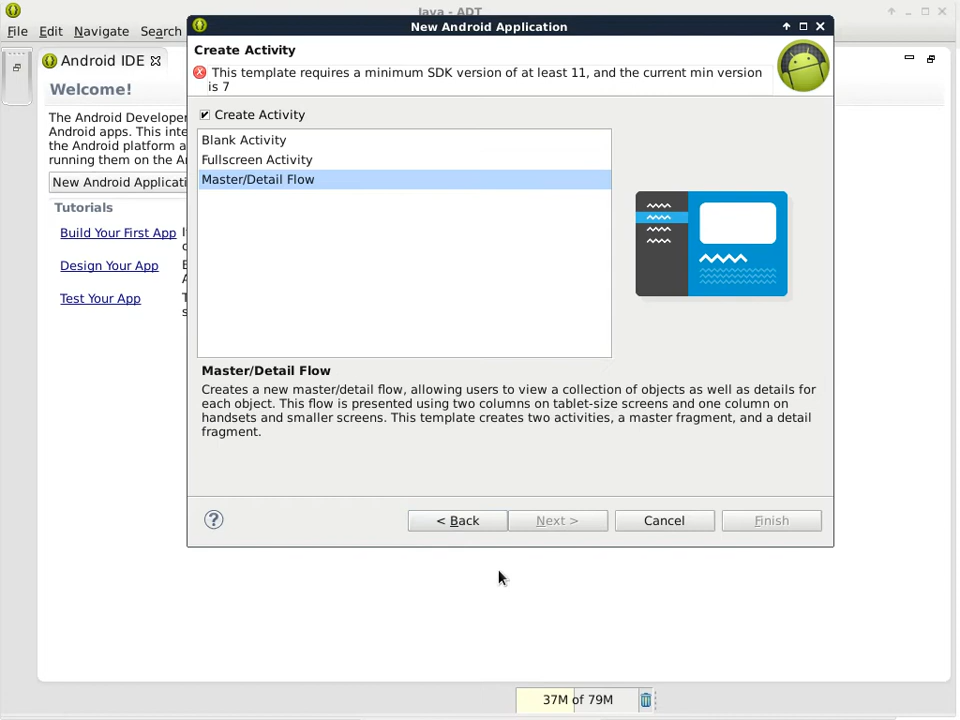 Java - ADT
New Android Application
File Edit Navigate Search
Create Activity
Android IDE
This template requires a minimum SDK version of at least 11, and the current min version
is 7
Welcome!
The Android Developer
Android apps. This inte
the Android platform a
running them on the A
New Android Applicati
Tutorials
Build Your First App
Design Your App
Test Your App
Create Activity
Blank Activity
Fullscreen Activity
Master/Detail Flow
Master/Detail Flow
Creates a new master/detail flow, allowing users to view a collection of objects as well as details for
each object. This flow is presented using two columns on tablet-size screens and one column on
handsets and smaller screens. This template creates two activities, a master fragment, and a detail
fragment.
?
< Back
Next >
Cancel
Finish
37M of 79M